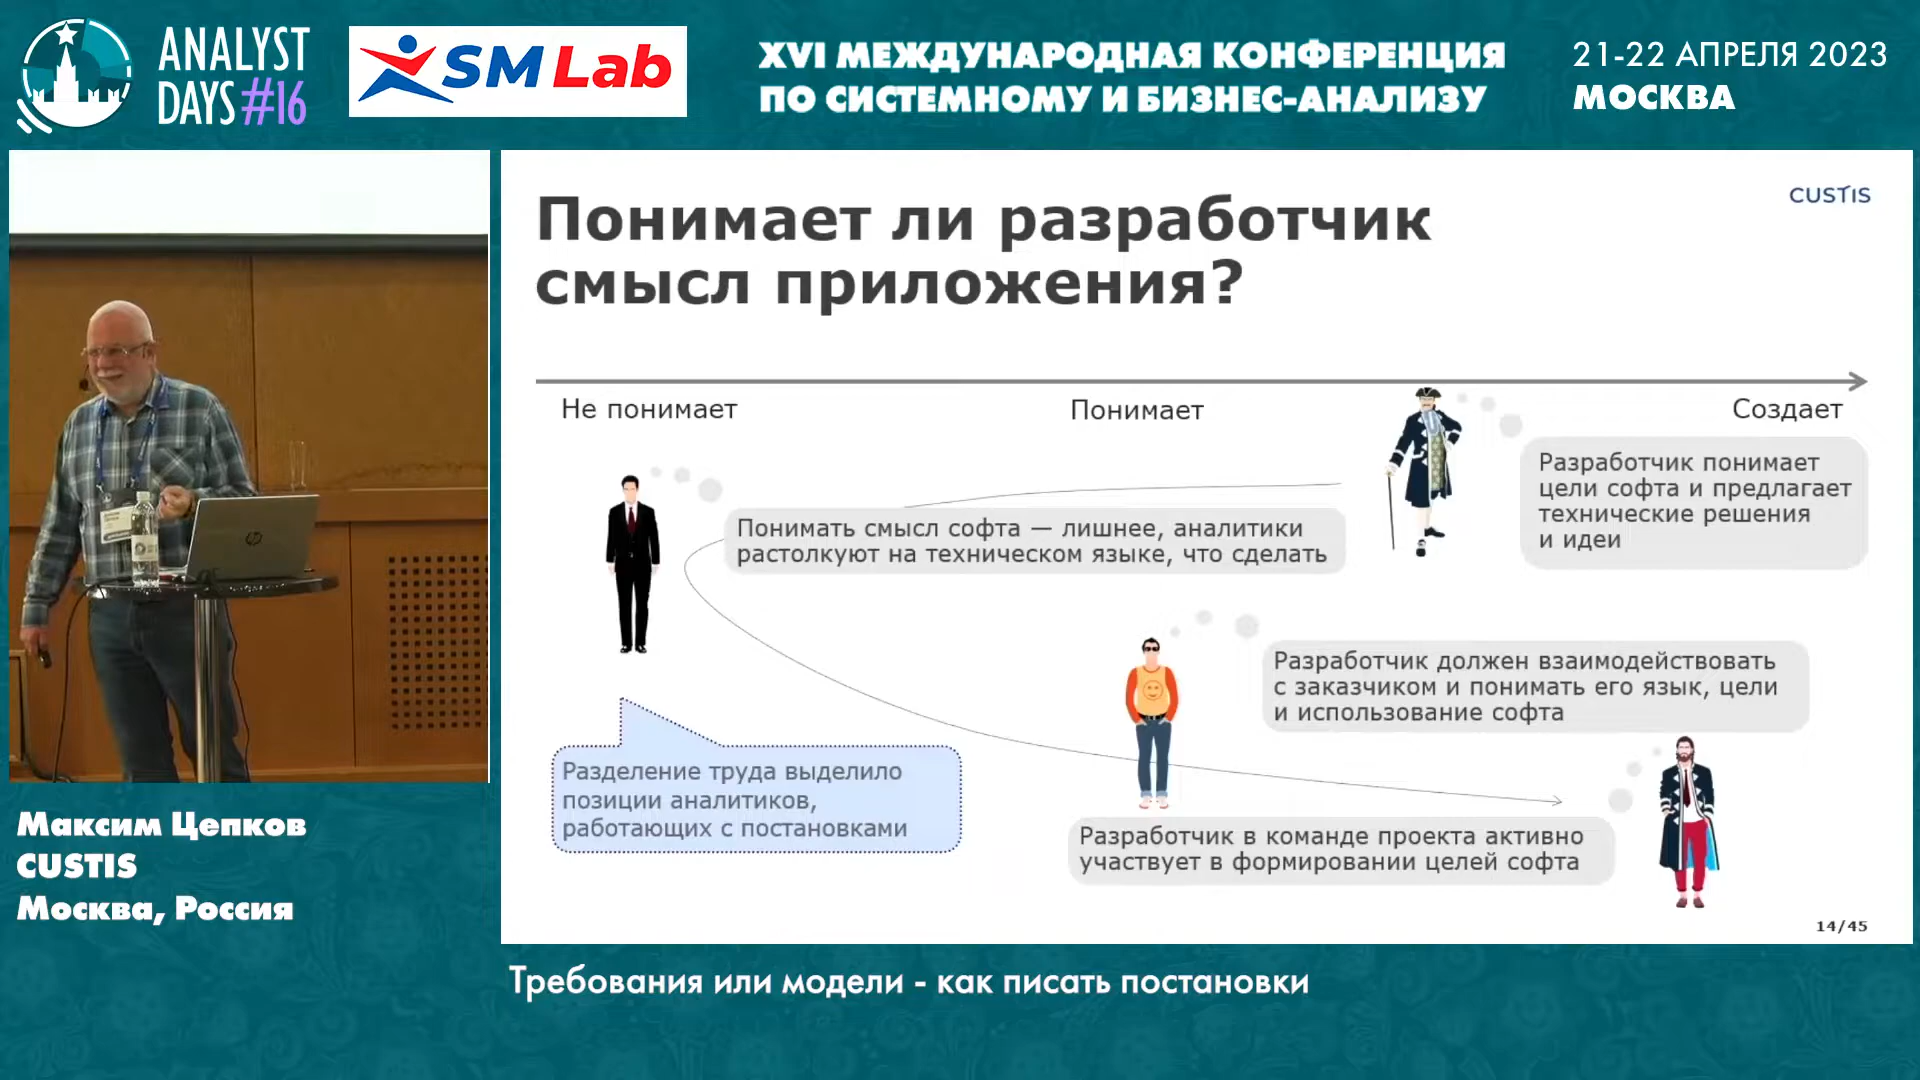 ANALYST
DAYS #16
SM Lab
XVI МЕЖДУНАРОДНАЯ КОНФЕРЕНЦИЯ
ПО СИСТЕМНОМУ И БИЗНЕС-АНАЛИЗУ
21-22 АПРЕЛЯ 2023
МОСКВА
CUSTIS
Понимает ли разработчик
смысл приложения?
Не понимает
Понимает
Создает
Разработчик понимает
цели софта и предлагает
технические решения
и идеи
Понимать смысл софта — лишнее, аналитики
растолкуют на техническом языке, что сделать
Разработчик должен взаимодействовать
с заказчиком и понимать его язык, цели
и использование софта
Разделение труда выделило
позиции аналитиков,
работающих с постановками
Разработчик в команде проекта активно
участвует в формировании целей софта
14/45
Максим Цепков
CUSTIS
Москва, Россия
Требования или модели - как писать постановки